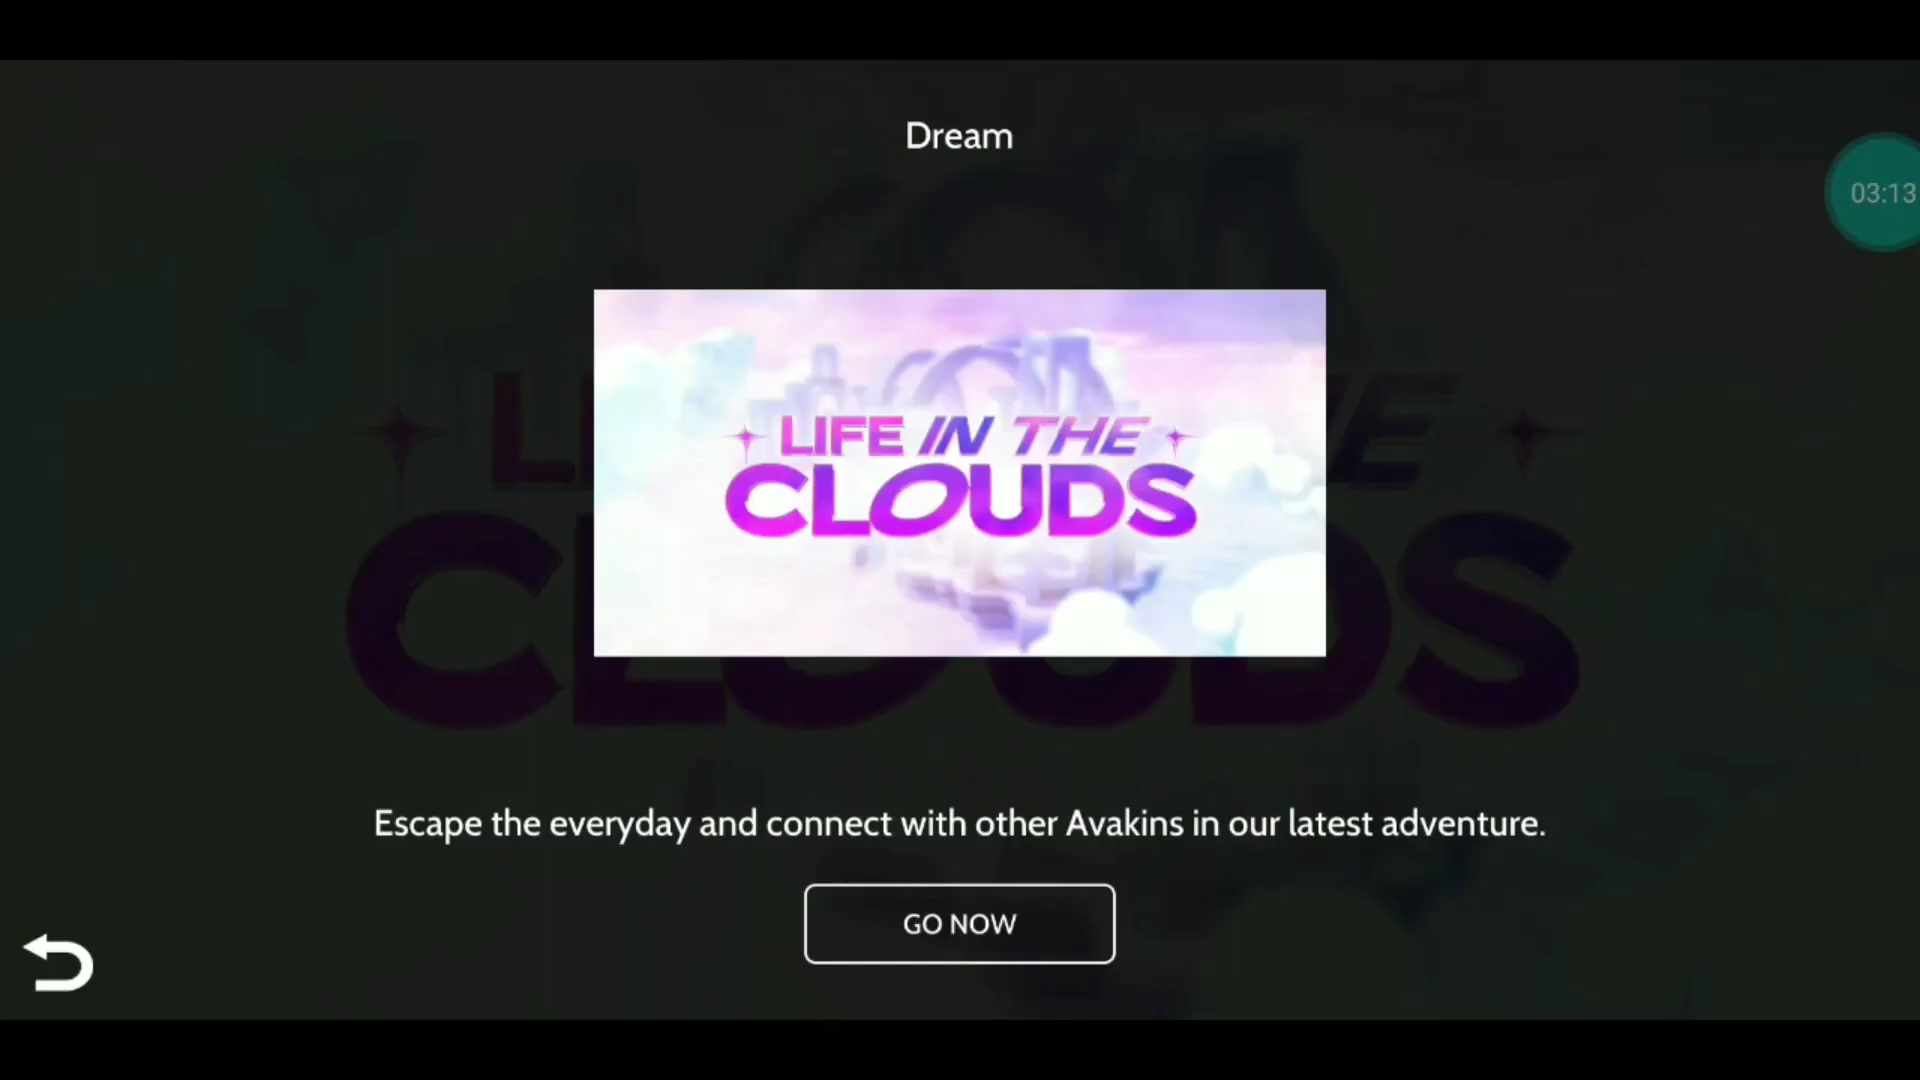 Dream
03:13
LIFE IN THE
CLOUDS
Escape the everyday and connect with other Avakins in our latest adventure.
GO NOW